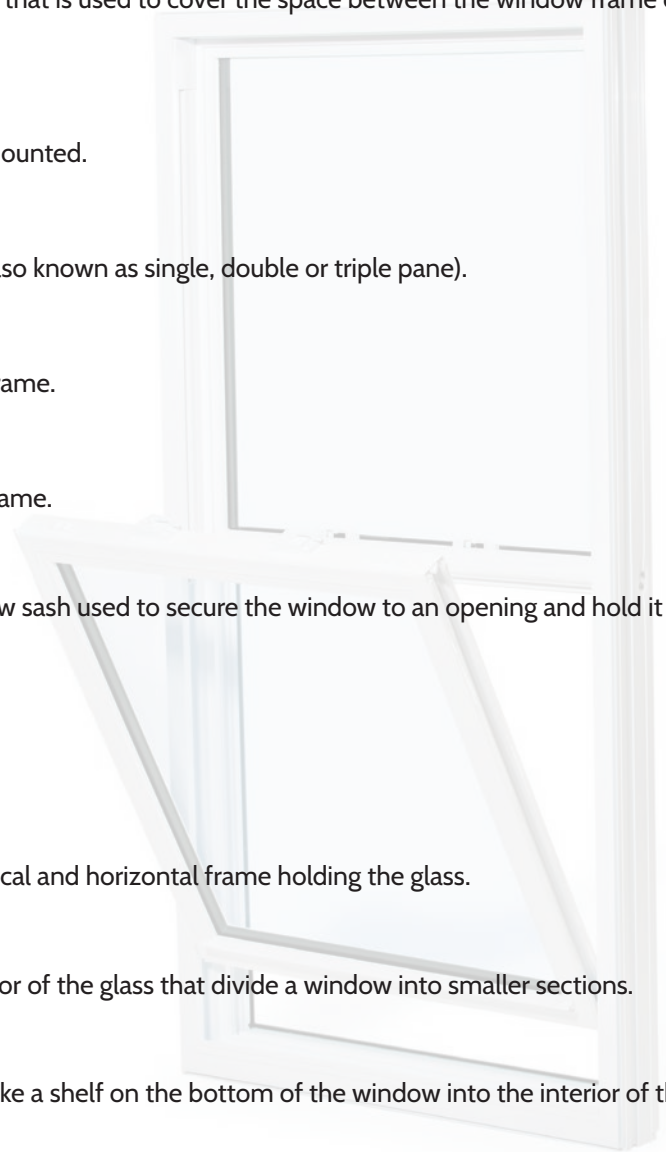 that is used to cover the space between the window frame
ounted.
so known as single, double or triple pane).
ame.
ame.
w sash used to secure the window to an opening and hold it
cal and horizontal frame holding the glass.
or of the glass that divide a window into smaller sections.
ke a shelf on the bottom of the window into the interior of th